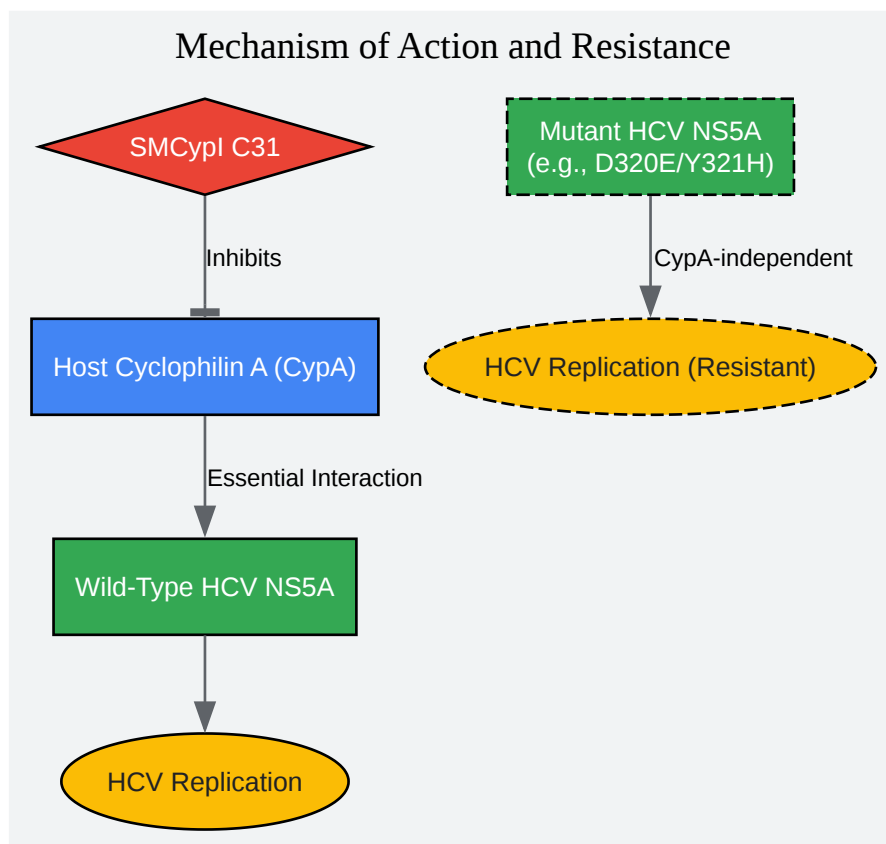 Mechanism of Action and Resistance
SMCypI C31
Mutant HCV NS5A
(e.g., D320E/Y321H)
Inhibits
CypA-independent
Host Cyclophilin A (CypA)
HCV Replication (Resistant)
Essential Interaction
Wild-Type HCV NS5A
HCV Replication